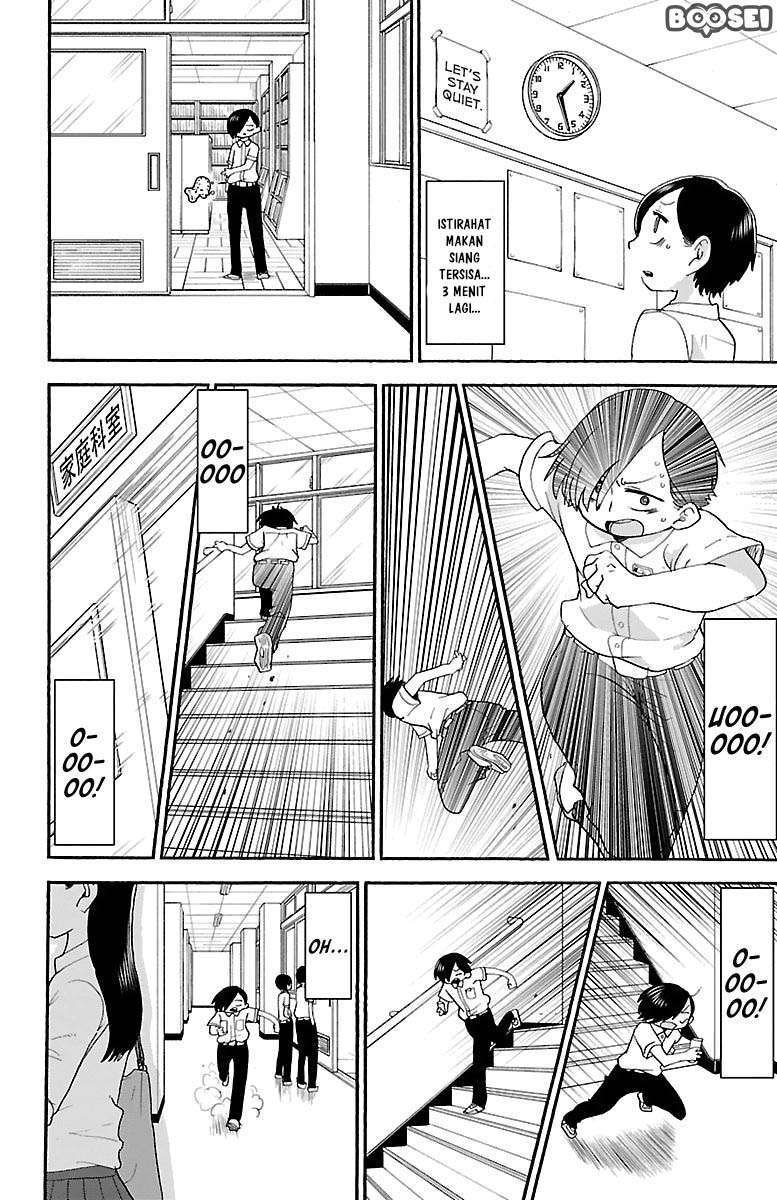 BOOSEI
LET'S
STAY
QUIET.
ISTIRAHAT
MAKAN
SIANG
TERSISA...
3 MENIT
LAGI...
UOO-
OOO!
OO-
OOO
家庭科室
O-
OO-
OO!
O-
OO-
OO!
OH...